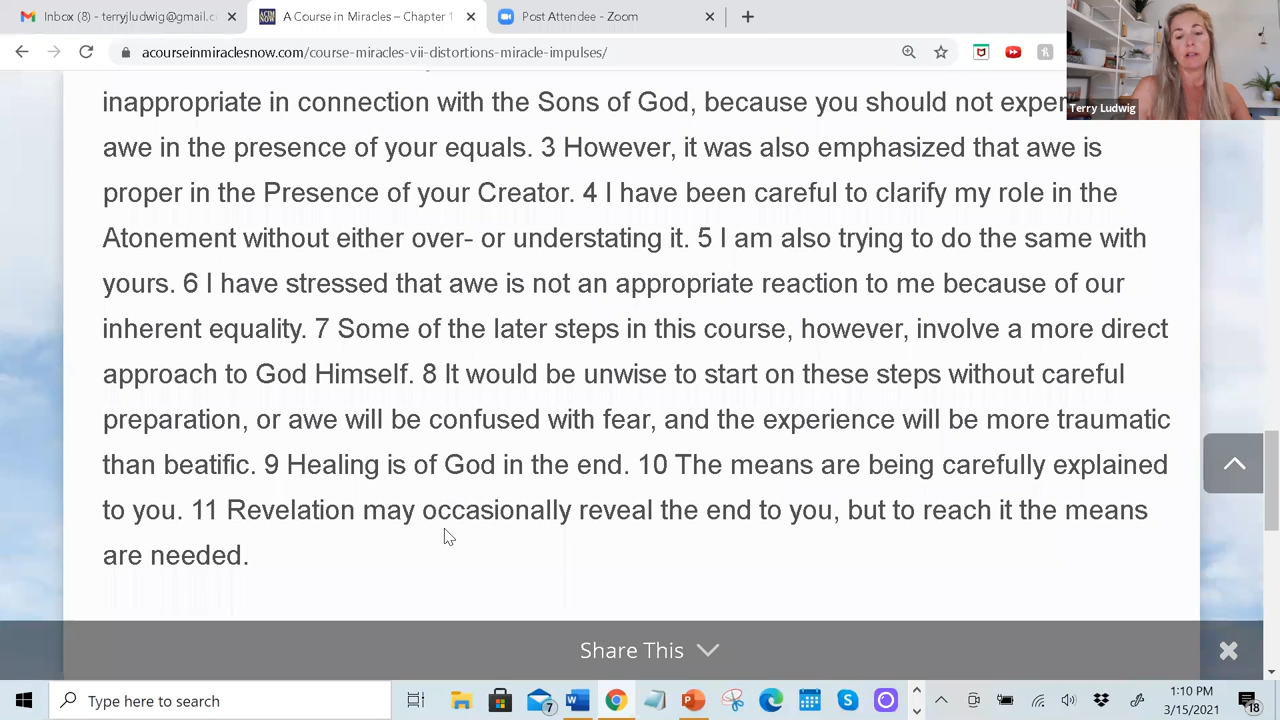 Inbox (8) - terryjludwig@gmail.c
A Course in Miracles – Chapter 1
Post Attendee - Zoom
acourseinmiraclesnow.com/course-miracles-vii-distortions-miracle-impulses/
Terry Ludwig
inappropriate in connection with the Sons of God, because you should not exper
awe in the presence of your equals. 3 However, it was also emphasized that awe is
proper in the Presence of your Creator. 4 I have been careful to clarify my role in the
Atonement without either over- or understating it. 5 I am also trying to do the same with
yours. 6 I have stressed that awe is not an appropriate reaction to me because of our
inherent equality. 7 Some of the later steps in this course, however, involve a more direct
approach to God Himself. 8 It would be unwise to start on these steps without careful
preparation, or awe will be confused with fear, and the experience will be more traumatic
than beatific. 9 Healing is of God in the end. 10 The means are being carefully explained
to you. 11 Revelation may occasionally reveal the end to you, but to reach it the means
are needed.
Share This
Type here to search
7
1:10 PM
3/15/2021
18